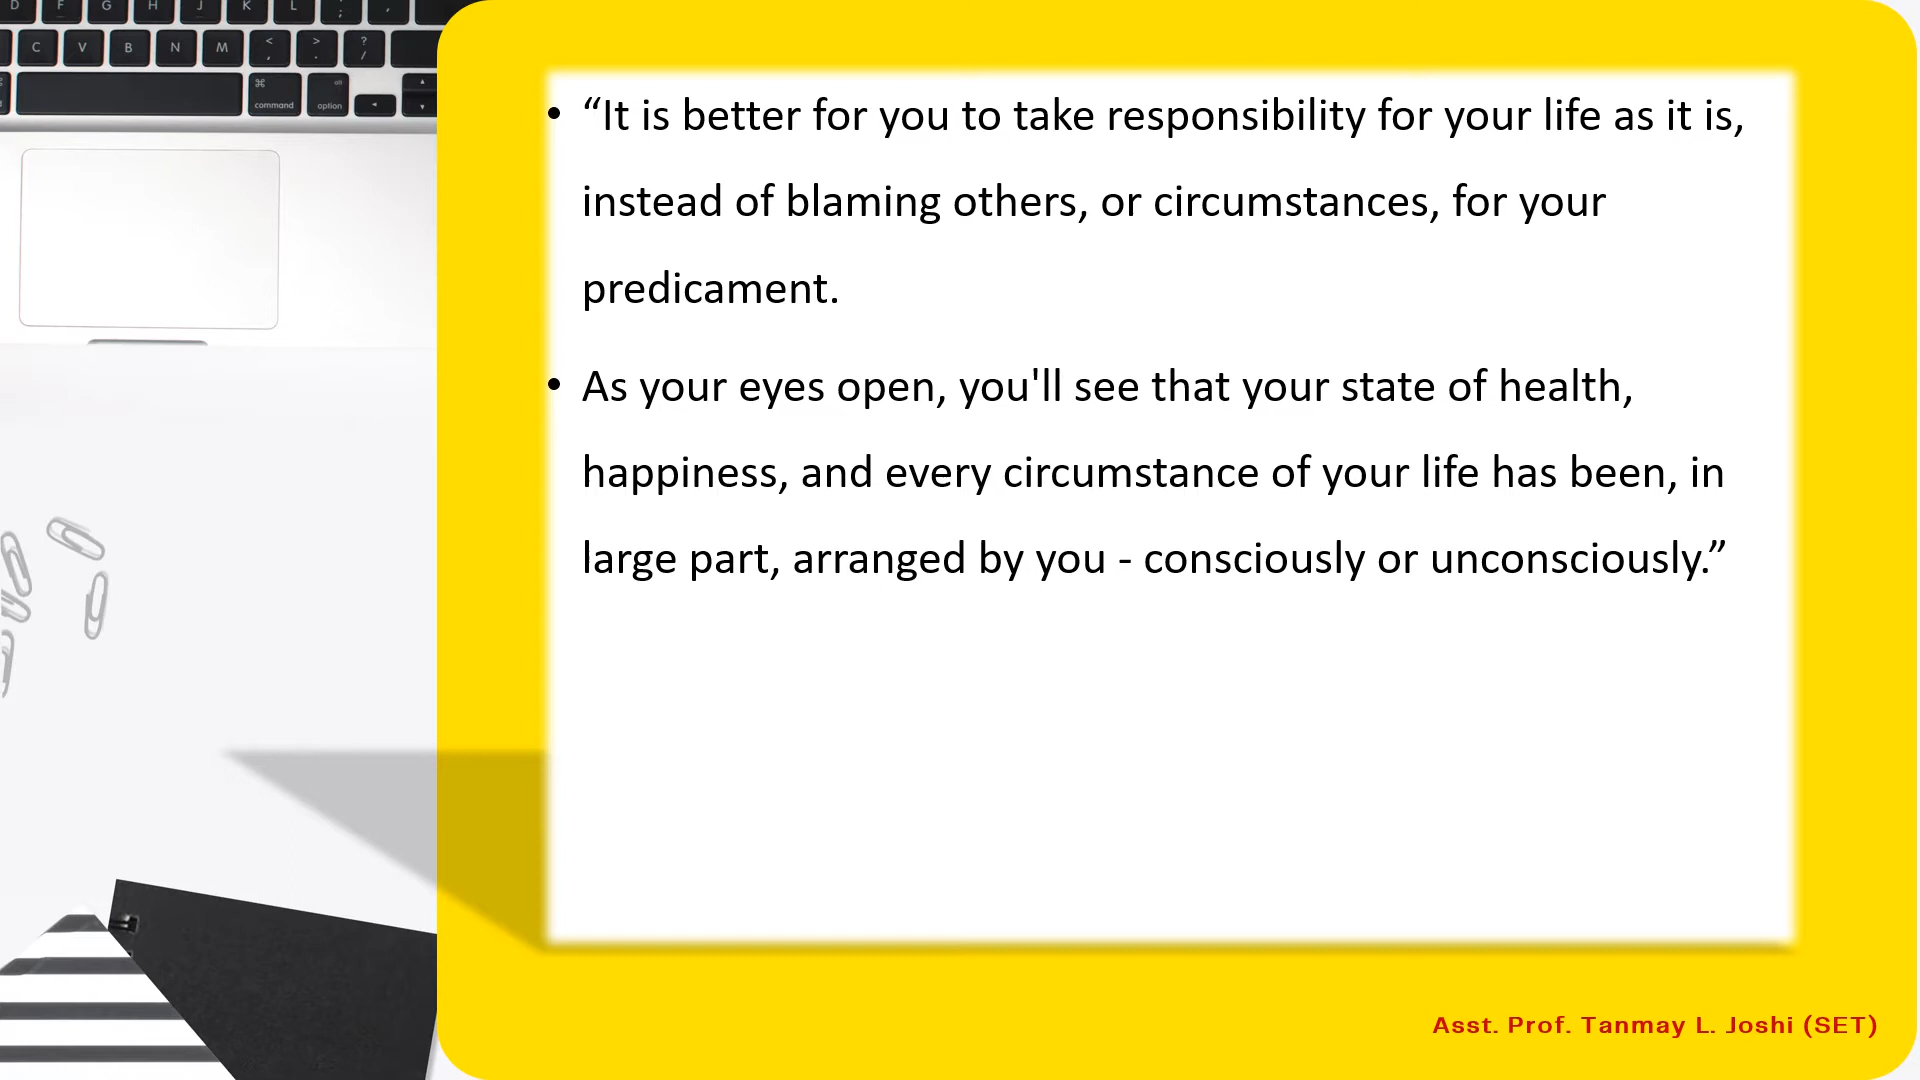 D F G H J K L ; ,
C V B N M < , > . ? /
⌘ alt
command option
• “It is better for you to take responsibility for your life as it is,
instead of blaming others, or circumstances, for your
predicament.
• As your eyes open, you'll see that your state of health,
happiness, and every circumstance of your life has been, in
large part, arranged by you - consciously or unconsciously.”
Asst. Prof. Tanmay L. Joshi (SET)